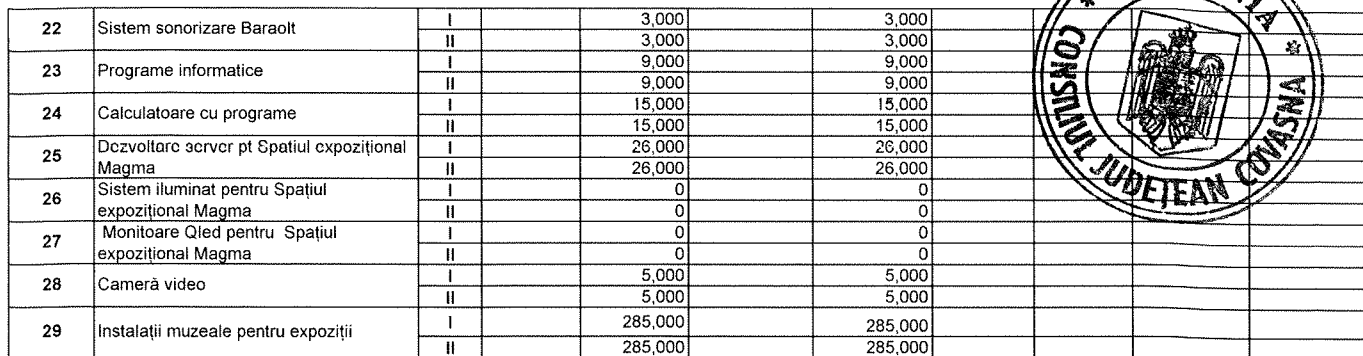 22 Sistem sonorizare Baraolt I 3,000 3,000
II 3,000 3,000
23 Programe informatice I 9,000 9,000
II 9,000 9,000
24 Calculatoare cu programe I 15,000 15,000
II 15,000 15,000
25 Dezvoltare server pt Spatiul expozițional I 26,000 26,000
Magma II 26,000 26,000
26 Sistem iluminat pentru Spațiul I 0 0
expozițional Magma II 0 0
27 Monitoare Qled pentru Spațiul I 0 0
expozițional Magma II 0 0
28 Cameră video I 5,000 5,000
II 5,000 5,000
29 Instalații muzeale pentru expoziții I 285,000 285,000
II 285,000 285,000
CONSILIUL JUDEȚEAN COVASNA